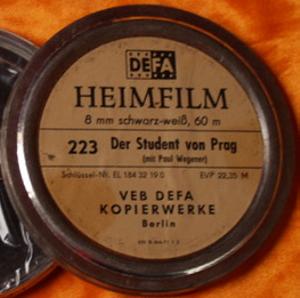 DEFA
HEIMFILM
8 mm schwarz-weiß, 60 m
223 Der Student von Prag
(mit Paul Wegener)
Schlüssel-Nr. EL 184 32 19 0 EVP 22,35 M
VEB DEFA
KOPIERWERKE
Berlin